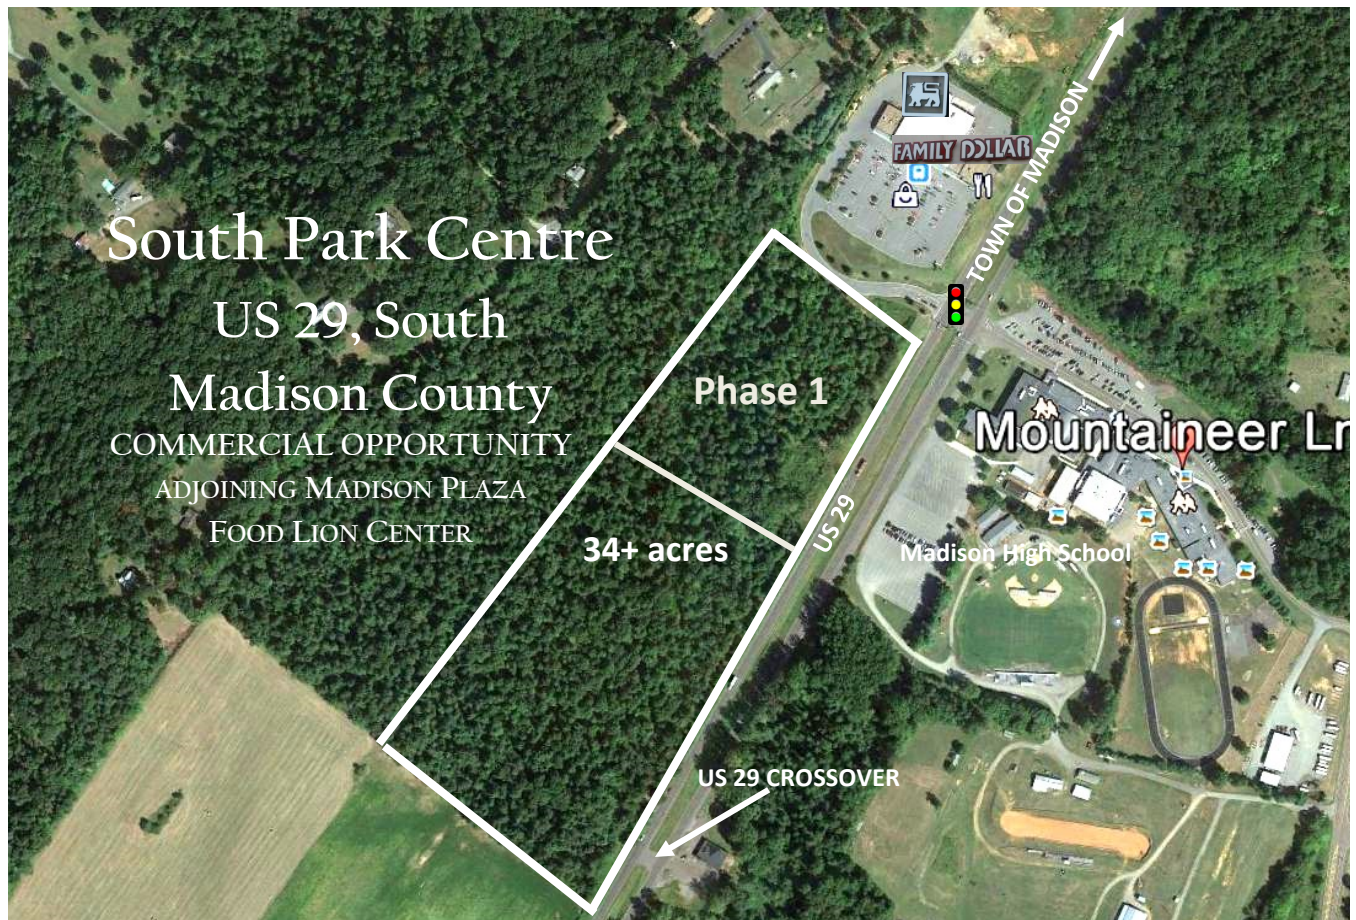 South Park Centre
US 29, South
Madison County
COMMERCIAL OPPORTUNITY
ADJOINING MADISON PLAZA
FOOD LION CENTER
FAMILY DOLLAR
TOWN OF MADISON
Phase 1
Mountaineer Ln
34+ acres
US 29
Madison High School
US 29 CROSSOVER